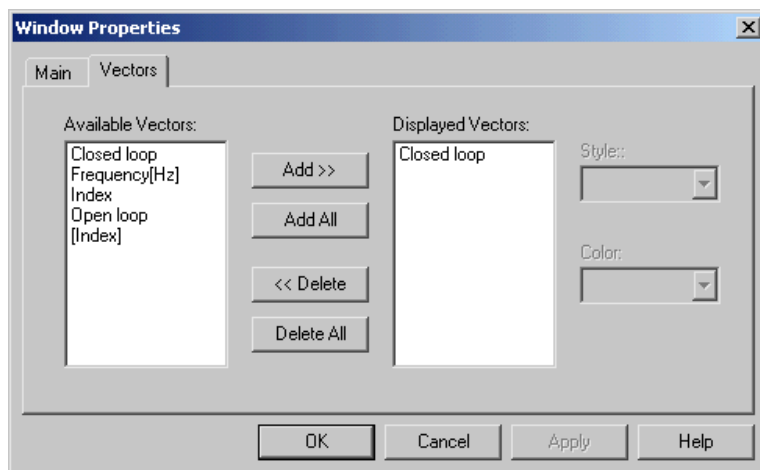 Window Properties
Main
Vectors
Available Vectors:
Closed loop
Frequency[Hz]
Index
Open loop
[Index]
Add >>
Add All
<< Delete
Delete All
Displayed Vectors:
Closed loop
Style::
Color:
OK
Cancel
Apply
Help